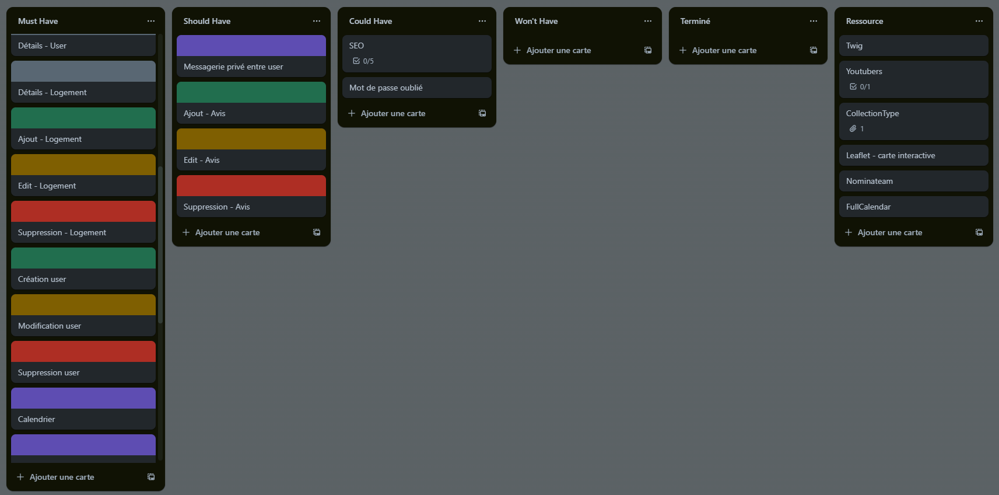 Must Have
Détails - User
Détails - Logement
Ajout - Logement
Edit - Logement
Suppression - Logement
Création user
Modification user
Suppression user
Calendrier
Ajouter une carte
Should Have
Messagerie privé entre user
Ajout - Avis
Edit - Avis
Suppression - Avis
Ajouter une carte
Could Have
SEO
0/5
Mot de passe oublié
Ajouter une carte
Won't Have
Ajouter une carte
Terminé
Ajouter une carte
Ressource
Twig
Youtubers
0/1
CollectionType
1
Leaflet - carte interactive
Nominateam
FullCalendar
Ajouter une carte